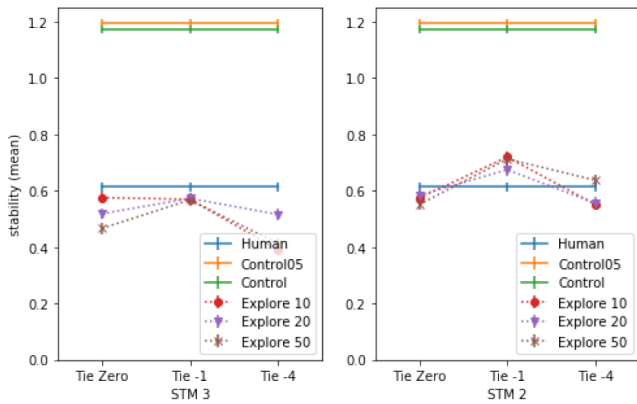 stability (mean)
1.2
1.0
0.8
0.6
0.4
0.2
0.0
Human
Control05
Control
Explore 10
Explore 20
Explore 50
Tie Zero Tie -1 Tie -4
STM 3
1.2
1.0
0.8
0.6
0.4
0.2
0.0
Human
Control05
Control
Explore 10
Explore 20
Explore 50
Tie Zero Tie -1 Tie -4
STM 2